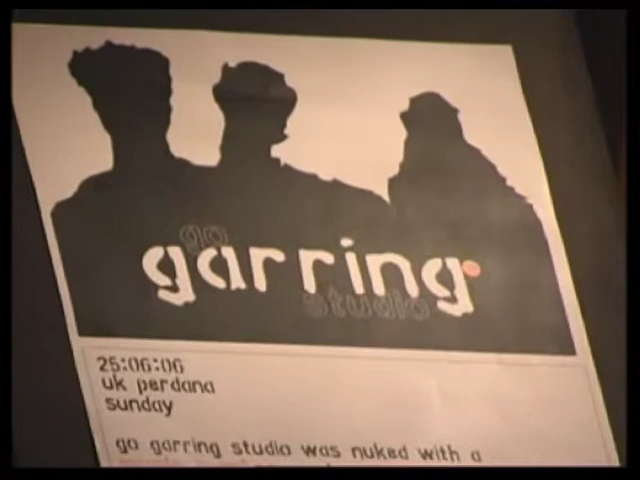 go
garring
studio
25:06:06
uk perdana
sunday
go garring studio was nuked with a